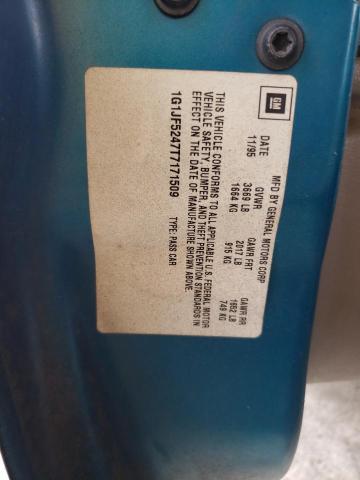 GM
MFD BY GENERAL MOTORS CORP
DATE GVWR GAWR FRT GAWR RR
11/95 3669 LB 2017 LB 1652 LB
1664 KG 915 KG 749 KG
THIS VEHICLE CONFORMS TO ALL APPLICABLE U.S. FEDERAL MOTOR
VEHICLE SAFETY, BUMPER, AND THEFT PREVENTION STANDARDS IN
EFFECT ON THE DATE OF MANUFACTURE SHOWN ABOVE.
1G1JF5247T7171509 TYPE: PASS CAR